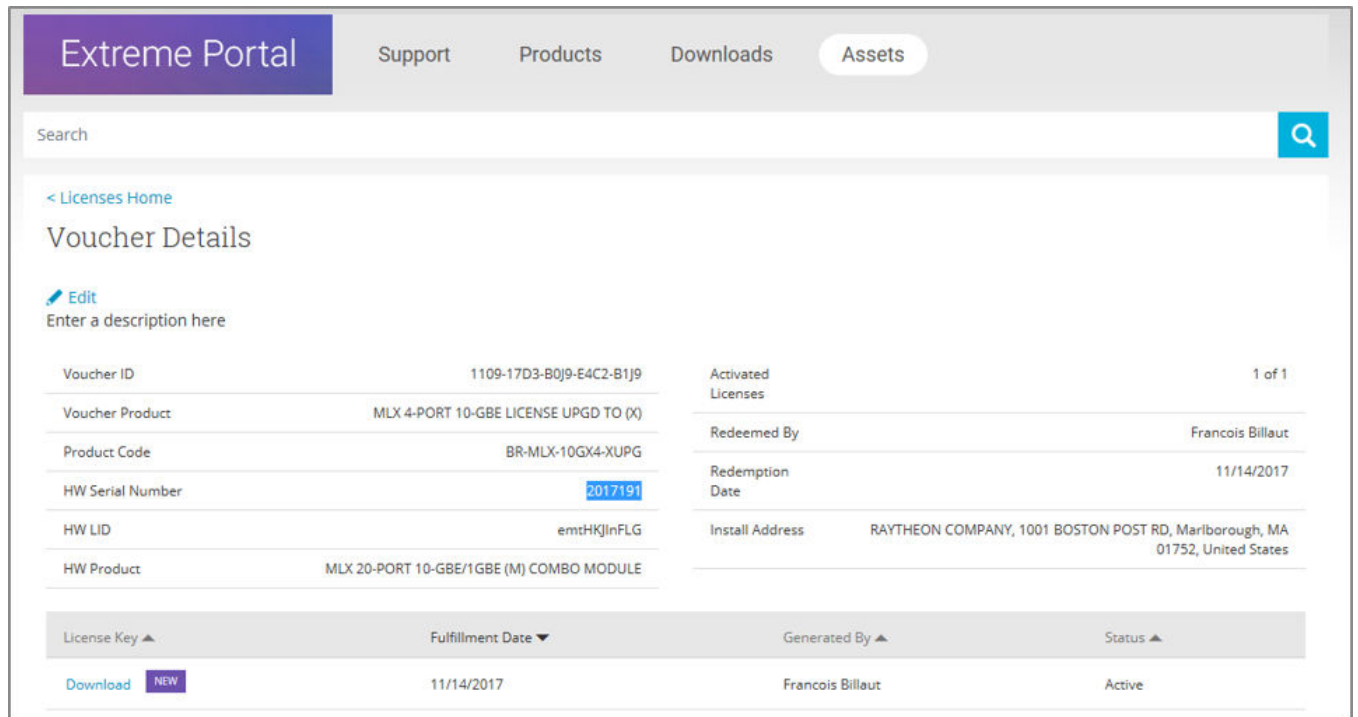 Extreme Portal Support Products Downloads Assets
Search
< Licenses Home
Voucher Details
Edit
Enter a description here
Voucher ID 1109-17D3-B0J9-E4C2-B1J9
Voucher Product MLX 4-PORT 10-GBE LICENSE UPGD TO (X)
Product Code BR-MLX-10GX4-XUPG
HW Serial Number 2017191
HW LID emtHKJInFLG
HW Product MLX 20-PORT 10-GBE/1GBE (M) COMBO MODULE
Activated 1 of 1
Licenses
Redeemed By Francois Billaut
Redemption 11/14/2017
Date
Install Address RAYTHEON COMPANY, 1001 BOSTON POST RD, Marlborough, MA
01752, United States
License Key Fulfillment Date Generated By Status
Download NEW 11/14/2017 Francois Billaut Active